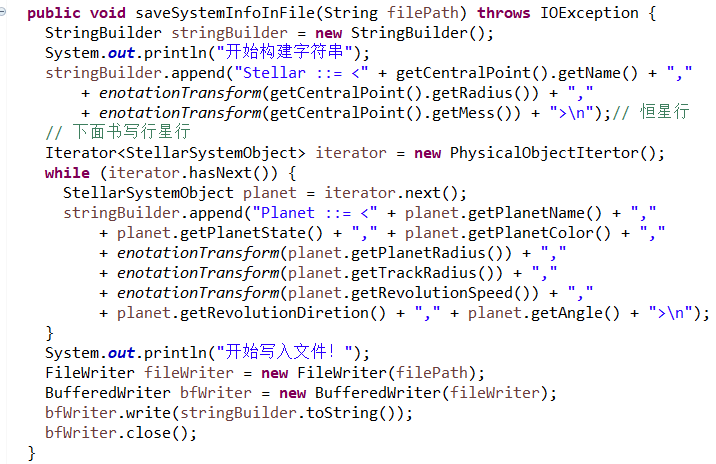 public void saveSystemInfoInFile(String filePath) throws IOException {
StringBuilder stringBuilder = new StringBuilder();
System.out.println("开始构建字符串");
stringBuilder.append("Stellar ::= <" + getCentralPoint().getName() + ","
+ enotationTransform(getCentralPoint().getRadius()) + ","
+ enotationTransform(getCentralPoint().getMess()) + ">\n");// 恒星行
// 下面书写行星行
Iterator<StellarSystemObject> iterator = new PhysicalObjectItertor();
while (iterator.hasNext()) {
StellarSystemObject planet = iterator.next();
stringBuilder.append("Planet ::= <" + planet.getPlanetName() + ","
+ planet.getPlanetState() + "," + planet.getPlanetColor() + ","
+ enotationTransform(planet.getPlanetRadius()) + ","
+ enotationTransform(planet.getTrackRadius()) + ","
+ enotationTransform(planet.getRevolutionSpeed()) + ","
+ planet.getRevolutionDiretion() + "," + planet.getAngle() + ">\n");
}
System.out.println("开始写入文件！");
FileWriter fileWriter = new FileWriter(filePath);
BufferedWriter bfWriter = new BufferedWriter(fileWriter);
bfWriter.write(stringBuilder.toString());
bfWriter.close();
}